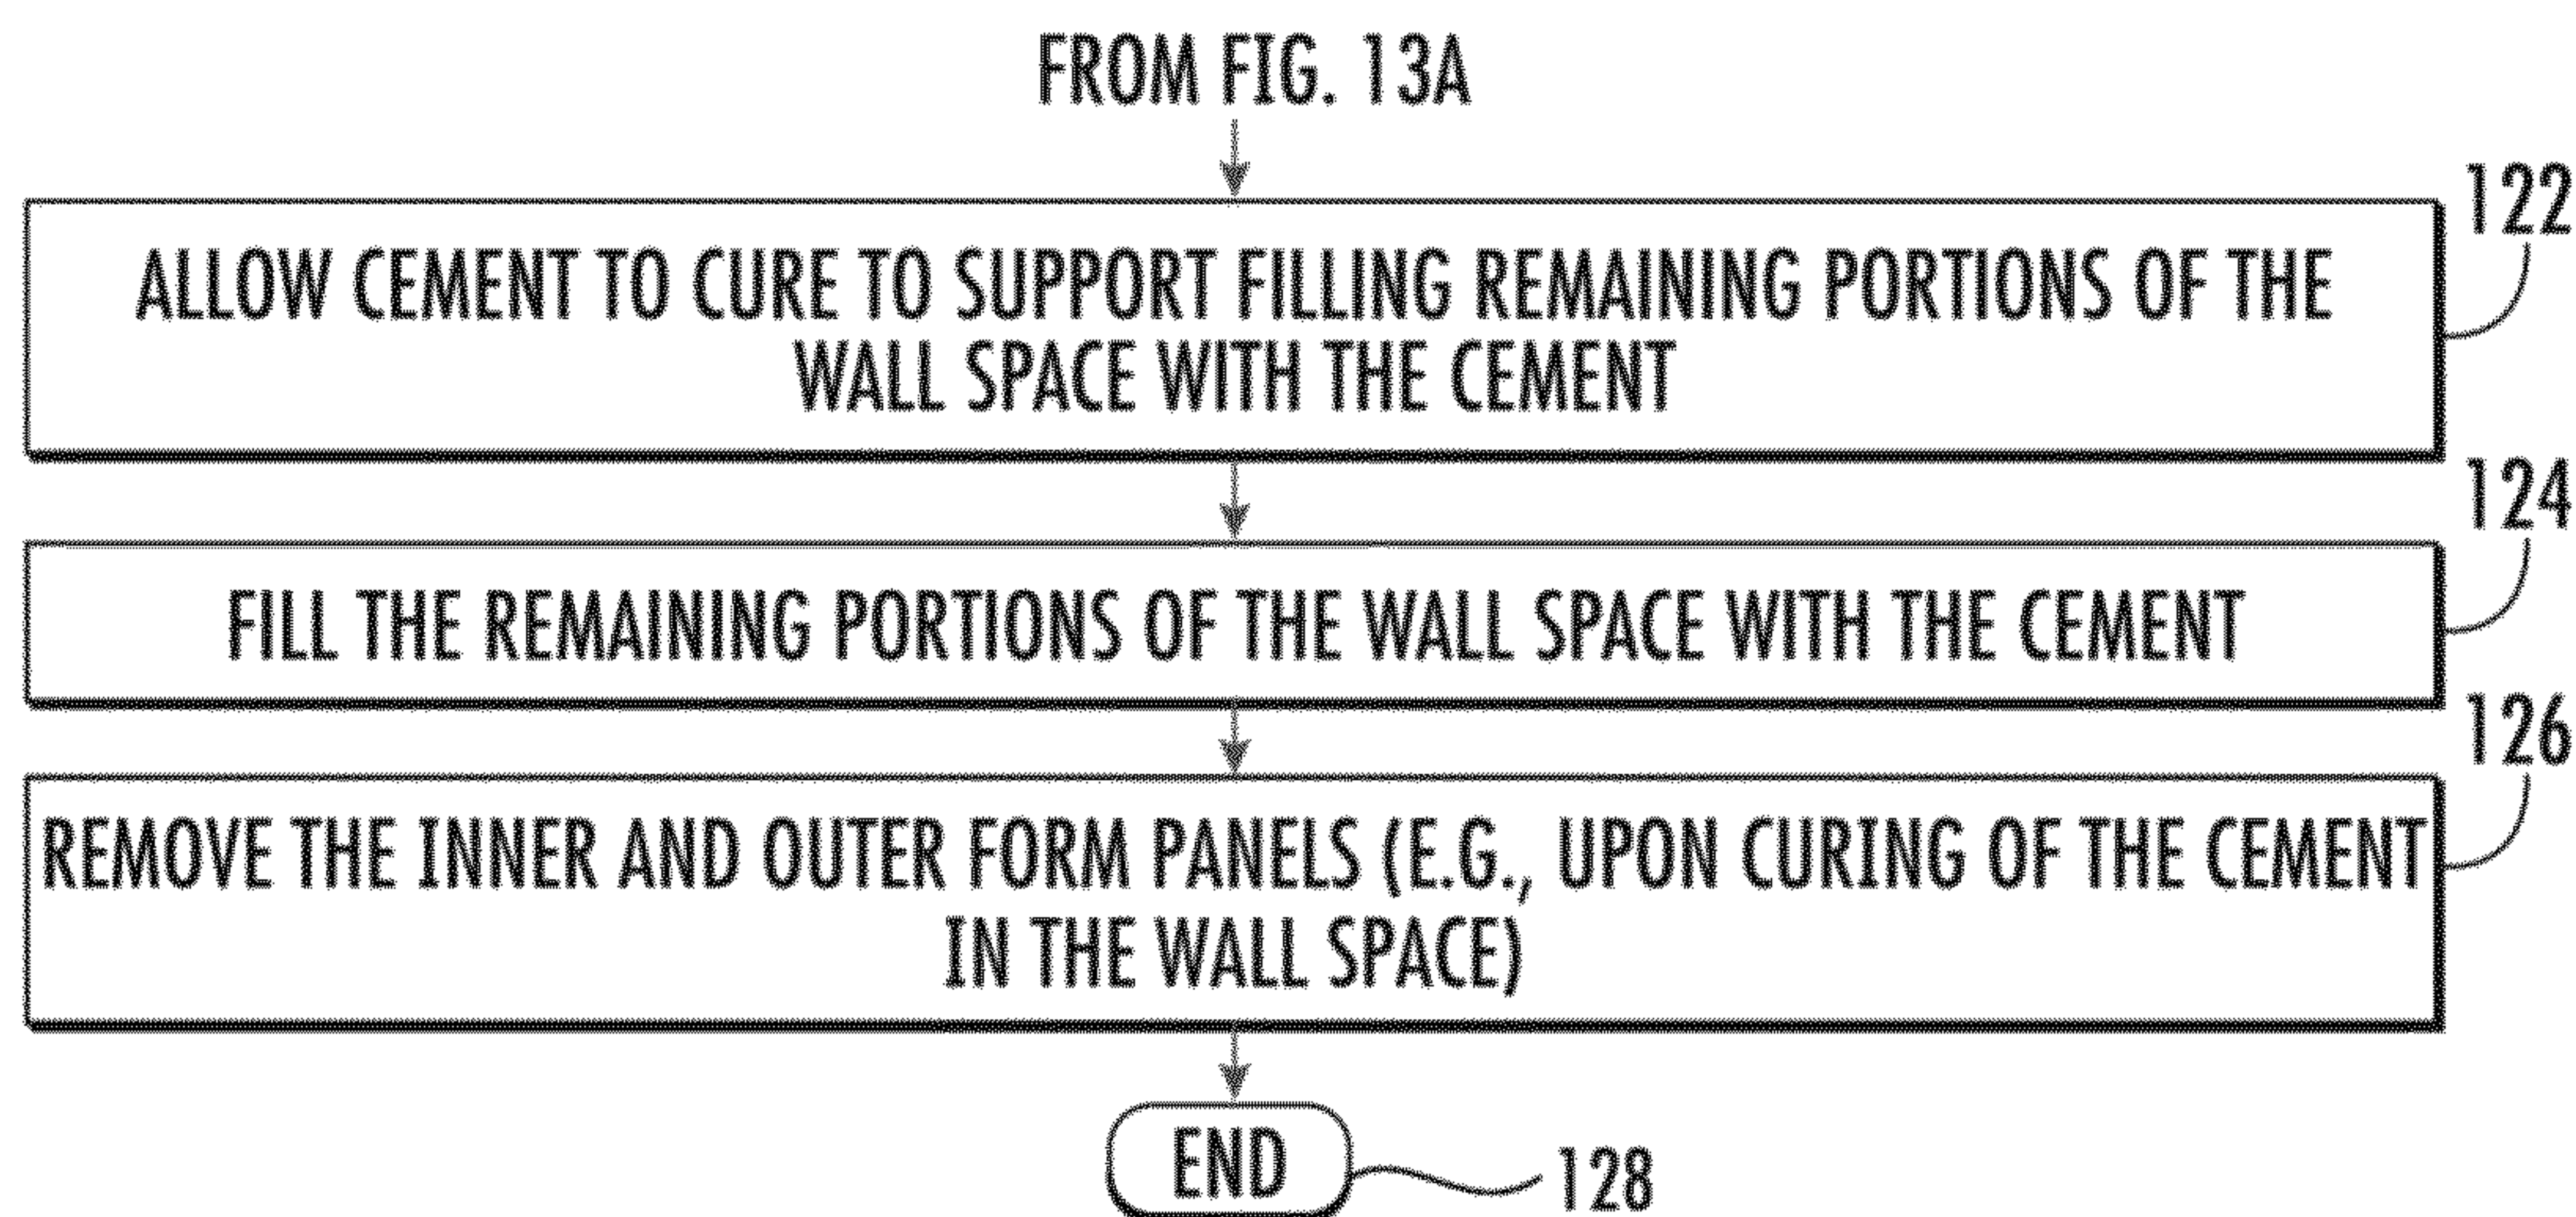 FROM FIG. 13A
122
ALLOW CEMENT TO CURE TO SUPPORT FILLING REMAINING PORTIONS OF THE
WALL SPACE WITH THE CEMENT
124
FILL THE REMAINING PORTIONS OF THE WALL SPACE WITH THE CEMENT
126
REMOVE THE INNER AND OUTER FORM PANELS (E.G., UPON CURING OF THE CEMENT
IN THE WALL SPACE)
END
128